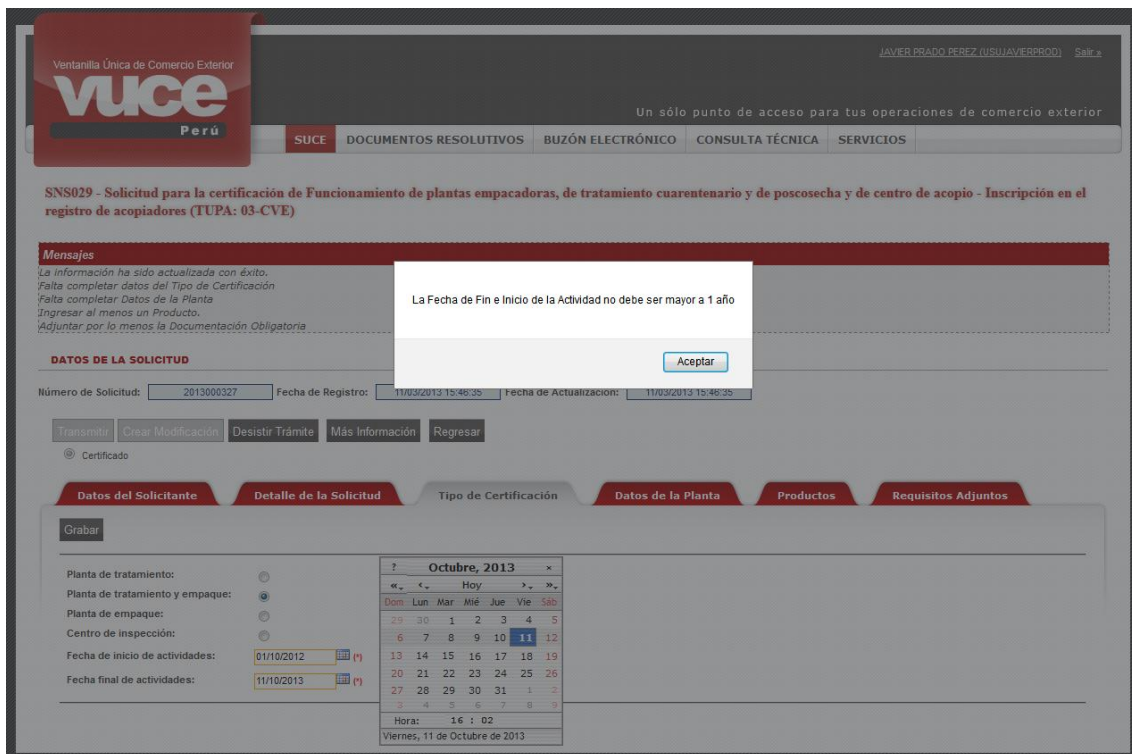 JAVIER PRADO PEREZ (USUJAVIERPROD) Salir »
Ventanilla Única de Comercio Exterior
vuce
Perú
Un sólo punto de acceso para tus operaciones de comercio exterior
SUCE DOCUMENTOS RESOLUTIVOS BUZÓN ELECTRÓNICO CONSULTA TÉCNICA SERVICIOS
SNS029 - Solicitud para la certificación de Funcionamiento de plantas empacadoras, de tratamiento cuarentenario y de poscosecha y de centro de acopio - Inscripción en el
registro de acopiadores (TUPA: 03-CVE)
Mensajes
La información ha sido actualizada con éxito.
Falta completar datos del Tipo de Certificación
Falta completar Datos de la Planta
Ingresar al menos un Producto.
Adjuntar por lo menos la Documentación Obligatoria
La Fecha de Fin e Inicio de la Actividad no debe ser mayor a 1 año
Aceptar
DATOS DE LA SOLICITUD
Número de Solicitud: 2013000327 Fecha de Registro: 11/03/2013 15:46:35 Fecha de Actualización: 11/03/2013 15:46:35
Transmitir Crear Modificación Desistir Trámite Más Información Regresar
Certificado
Datos del Solicitante Detalle de la Solicitud Tipo de Certificación Datos de la Planta Productos Requisitos Adjuntos
Grabar
Planta de tratamiento:
Planta de tratamiento y empaque:
Planta de empaque:
Centro de inspección:
Fecha de inicio de actividades: 01/10/2012 (*)
Fecha final de actividades: 11/10/2013 (*)
? Octubre, 2013 ×
« ‹ Hoy › »
Dom Lun Mar Mié Jue Vie Sáb
29 30 1 2 3 4 5
6 7 8 9 10 11 12
13 14 15 16 17 18 19
20 21 22 23 24 25 26
27 28 29 30 31 1 2
3 4 5 6 7 8 9
Hora: 16 : 02
Viernes, 11 de Octubre de 2013